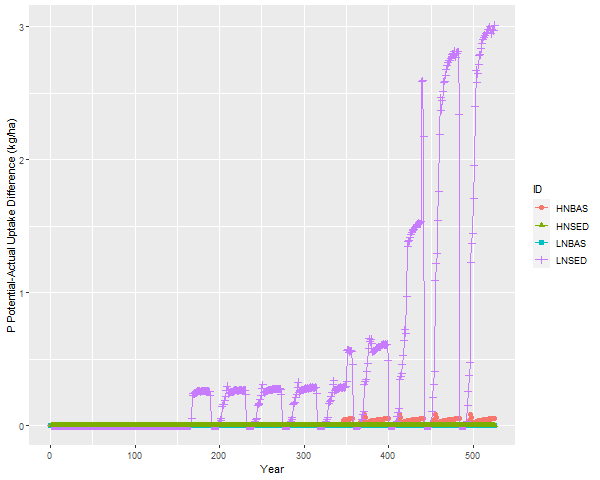 P Potential-Actual Uptake Difference (kg/ha)
3
2
1
0
0
100
200
300
400
500
Year
ID
HNBAS
HNSED
LNBAS
LNSED